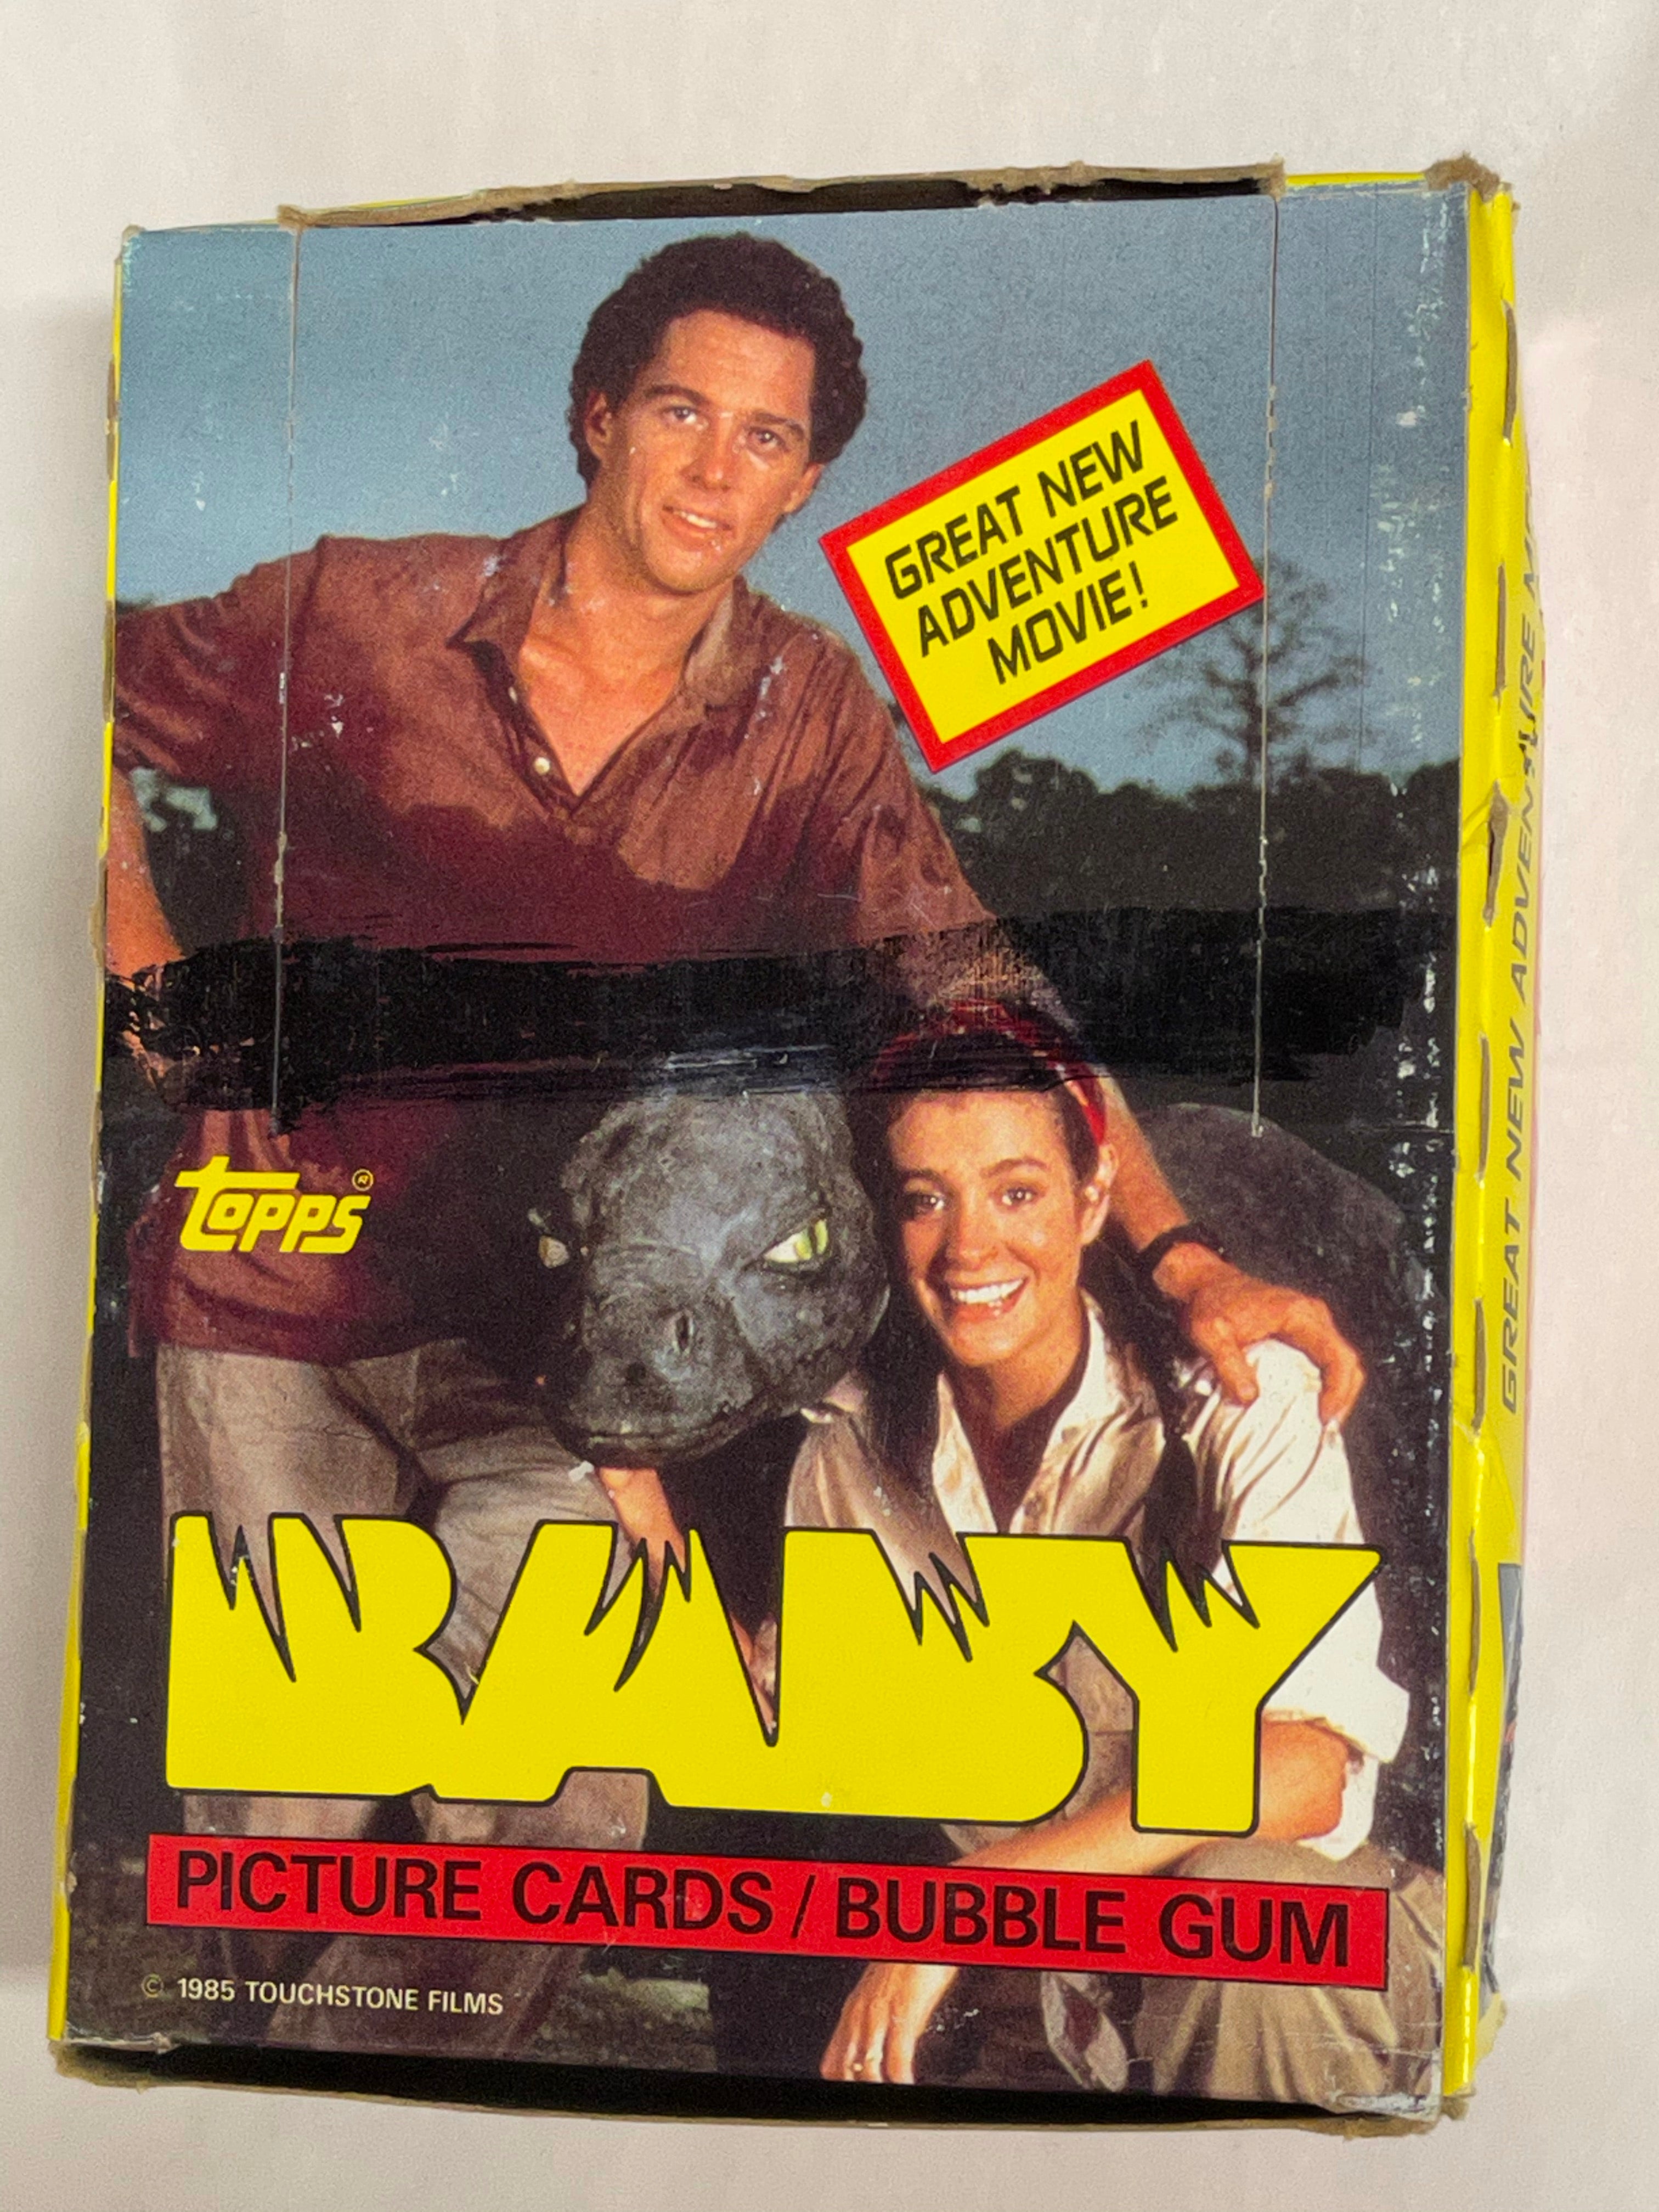 GREAT NEW
ADVENTURE
MOVIE!
topps®
BABY
PICTURE CARDS / BUBBLE GUM
© 1985 TOUCHSTONE FILMS
GREAT NEW ADVENTURE